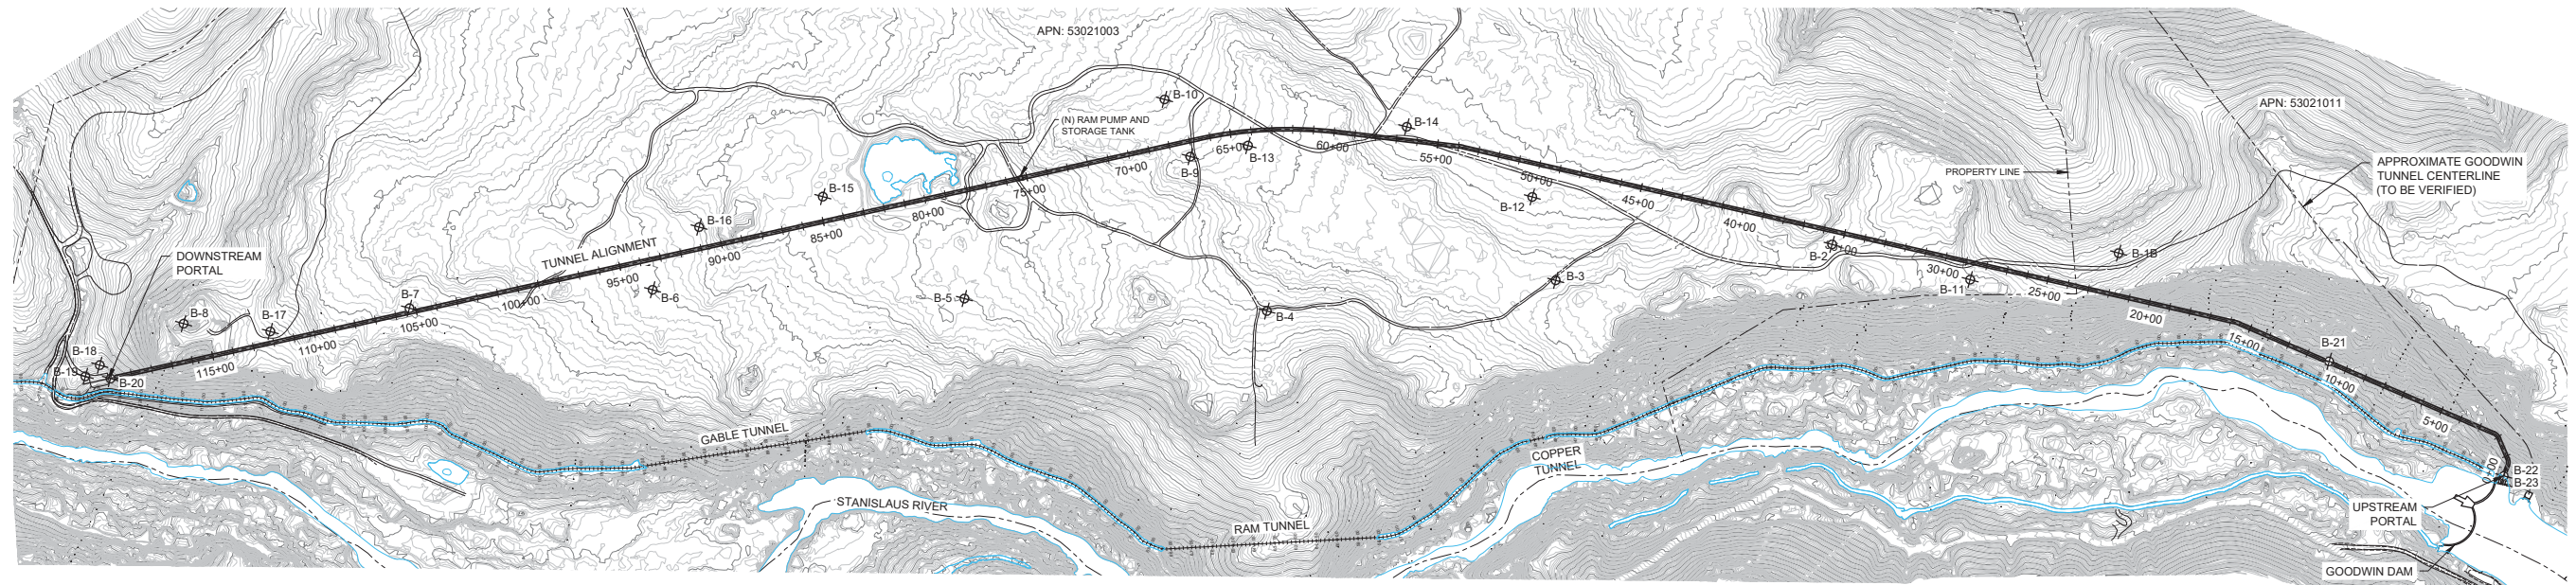 APN: 53021003
APN: 53021011
B-10
(N) RAM PUMP AND
STORAGE TANK
B-14
B-13
B-9
65+00
60+00
55+00
70+00
75+00
50+00
45+00
40+00
PROPERTY LINE
APPROXIMATE GOODWIN
TUNNEL CENTERLINE
(TO BE VERIFIED)
B-15
B-16
B-12
80+00
85+00
90+00
95+00
100+00
105+00
110+00
115+00
TUNNEL ALIGNMENT
DOWNSTREAM
PORTAL
B-2
B-1B
30+00
B-11
25+00
20+00
15+00
10+00
5+00
0+00
B-3
B-4
B-5
B-6
B-7
B-8
B-17
B-18
B-19
B-20
B-21
B-22
B-23
GABLE TUNNEL
COPPER
TUNNEL
STANISLAUS RIVER
RAM TUNNEL
UPSTREAM
PORTAL
GOODWIN DAM